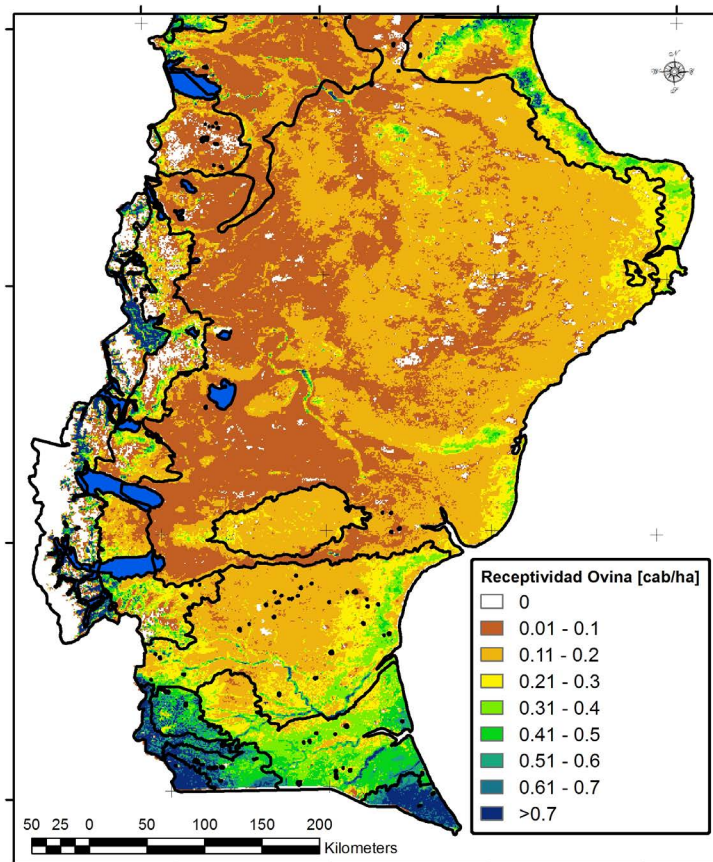 N
W
S
Receptividad Ovina [cab/ha]
0
0.01 - 0.1
0.11 - 0.2
0.21 - 0.3
0.31 - 0.4
0.41 - 0.5
0.51 - 0.6
0.61 - 0.7
>0.7
50 25 0 50 100 150 200
Kilometers